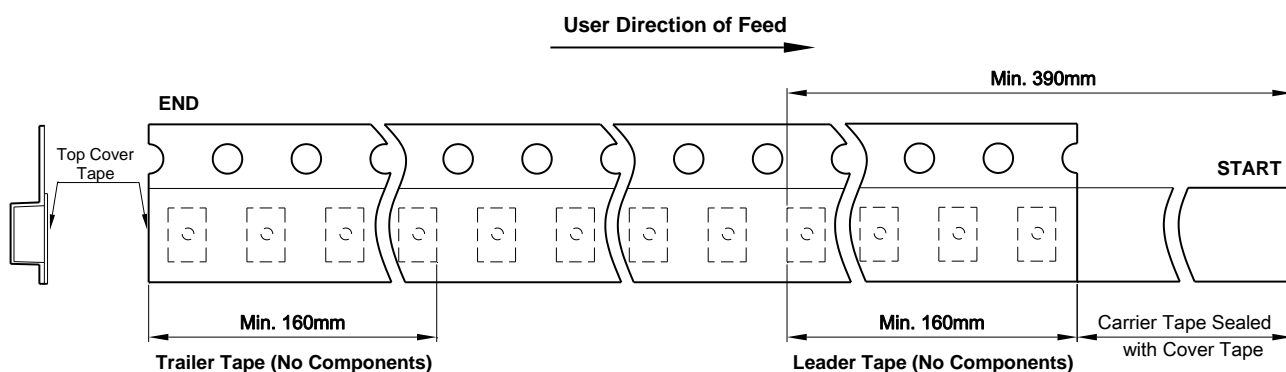 User Direction of Feed
Min. 390mm
END
Top Cover
Tape
START
Min. 160mm
Min. 160mm
Carrier Tape Sealed
with Cover Tape
Trailer Tape (No Components)
Leader Tape (No Components)